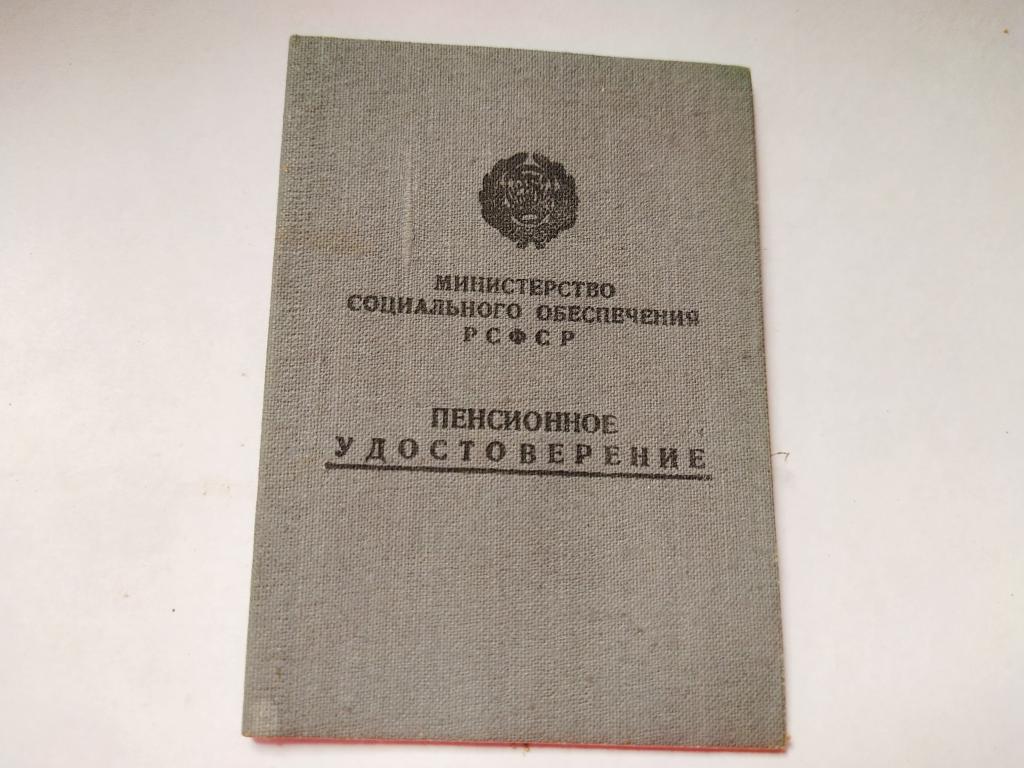 МИНИСТЕРСТВО
СОЦИАЛЬНОГО ОБЕСПЕЧЕНИЯ
РСФСР
ПЕНСИОННОЕ
УДОСТОВЕРЕНИЕ